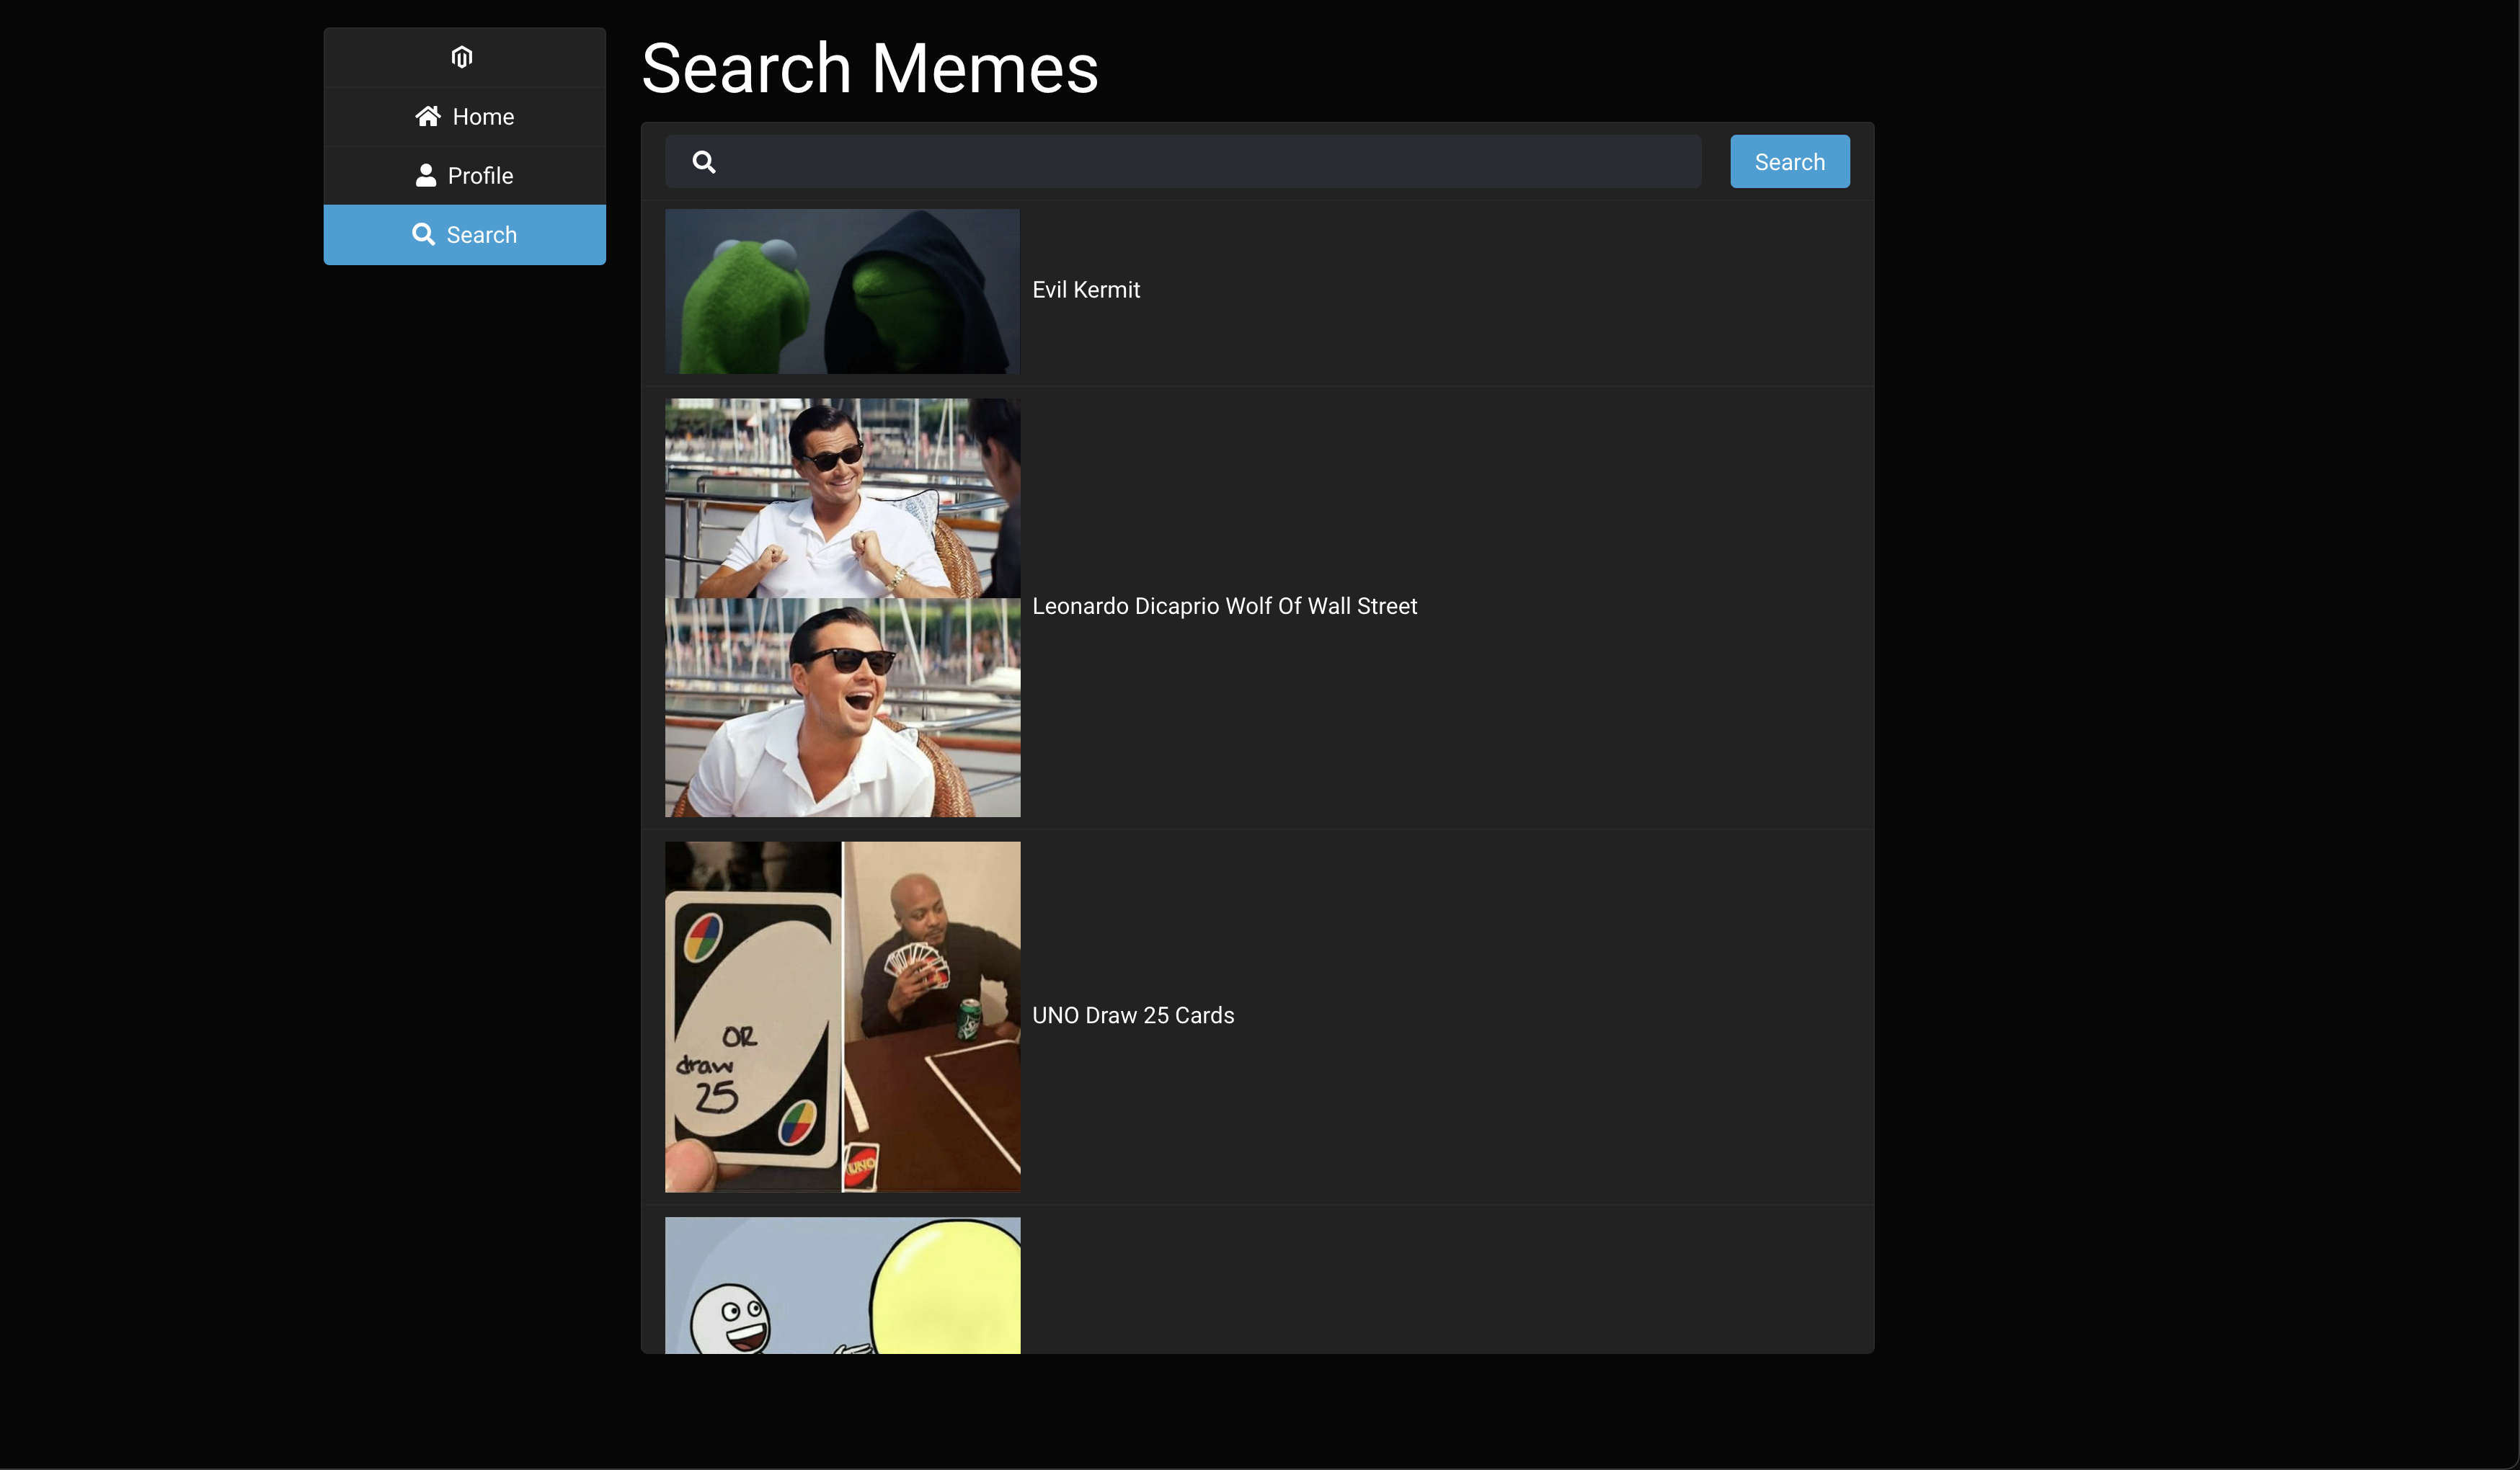 Search Memes
Home
Profile
Search
Search
Evil Kermit
Leonardo Dicaprio Wolf Of Wall Street
OR
draw
25
UNO
UNO Draw 25 Cards